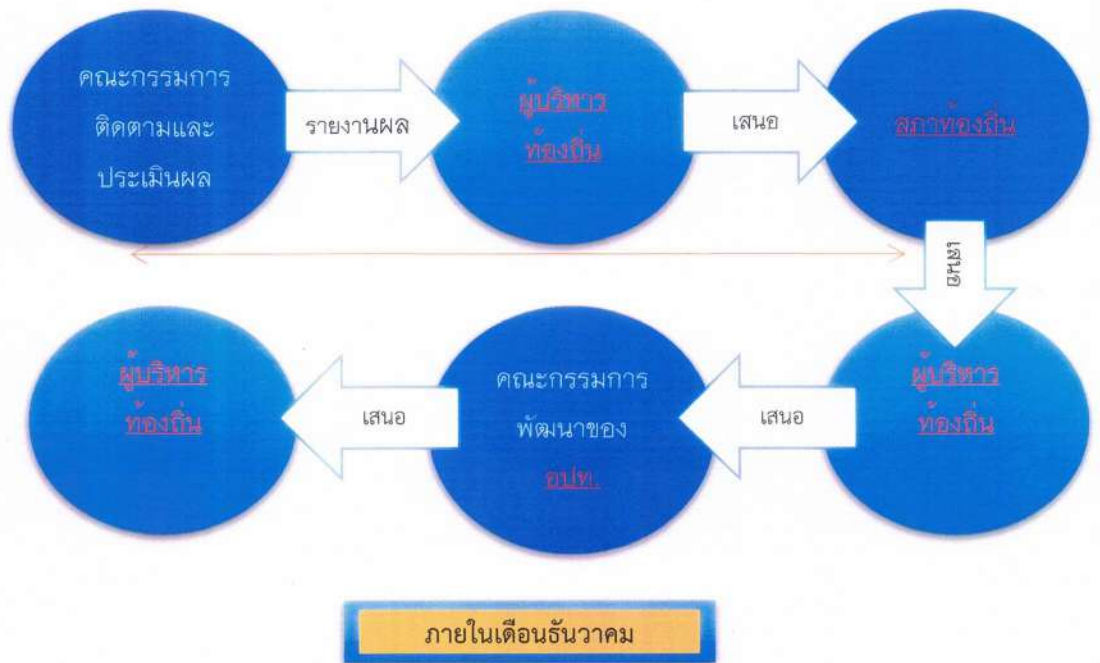 คณะกรรมการ
ติดตามและ
ประเมินผล
รายงานผล
ผู้บริหาร
ท้องถิ่น
เสนอ
สภาท้องถิ่น
เสนอ
ผู้บริหาร
ท้องถิ่น
เสนอ
คณะกรรมการ
พัฒนาของ
อปท.
เสนอ
ผู้บริหาร
ท้องถิ่น
ภายในเดือนธันวาคม